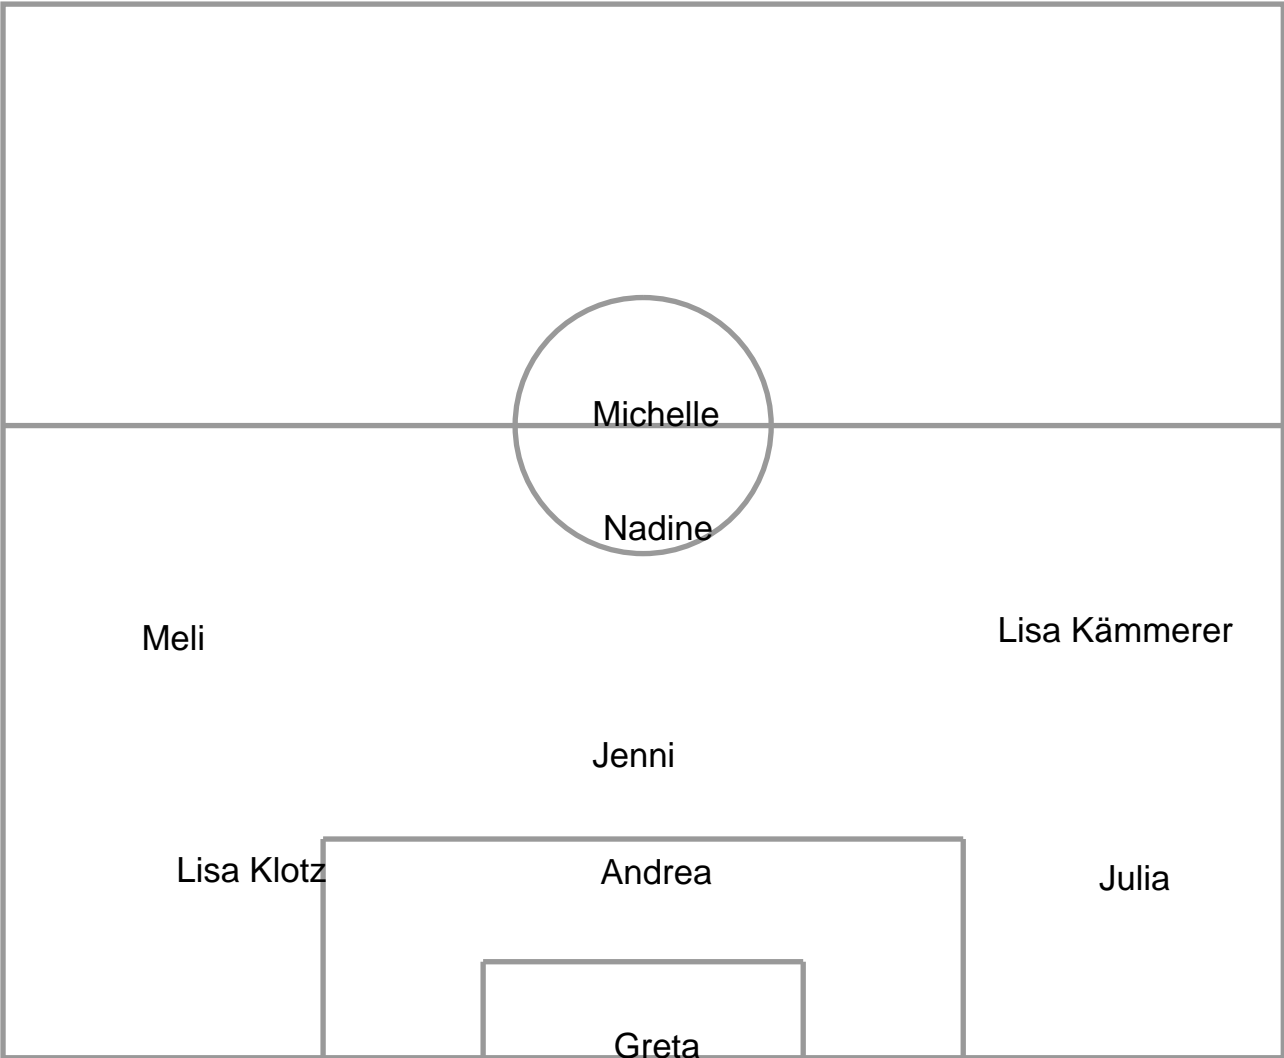 Michelle
Nadine
Meli
Lisa Kämmerer
Jenni
Lisa Klotz
Andrea
Julia
Greta